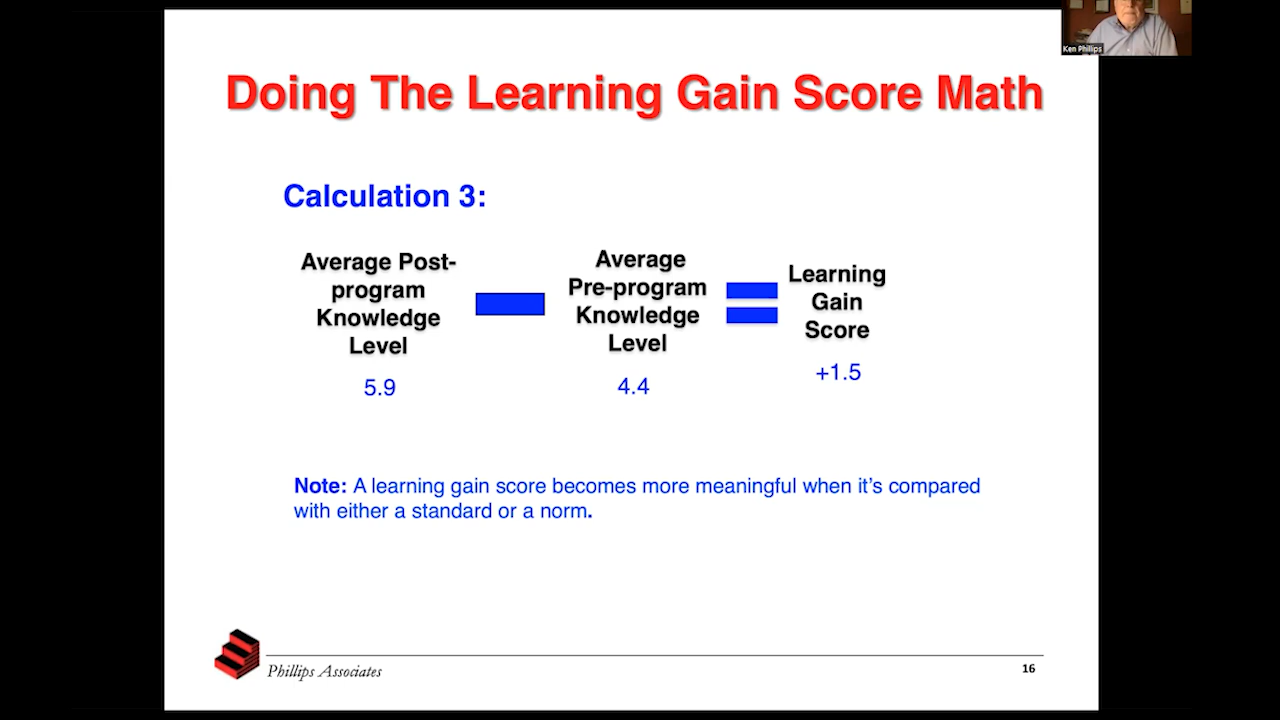 Ken Phillips
Doing The Learning Gain Score Math
Calculation 3:
Average Post-
program
Knowledge
Level
5.9
Average
Pre-program
Knowledge
Level
4.4
Learning
Gain
Score
+1.5
Note: A learning gain score becomes more meaningful when it’s compared
with either a standard or a norm.
Phillips Associates
16